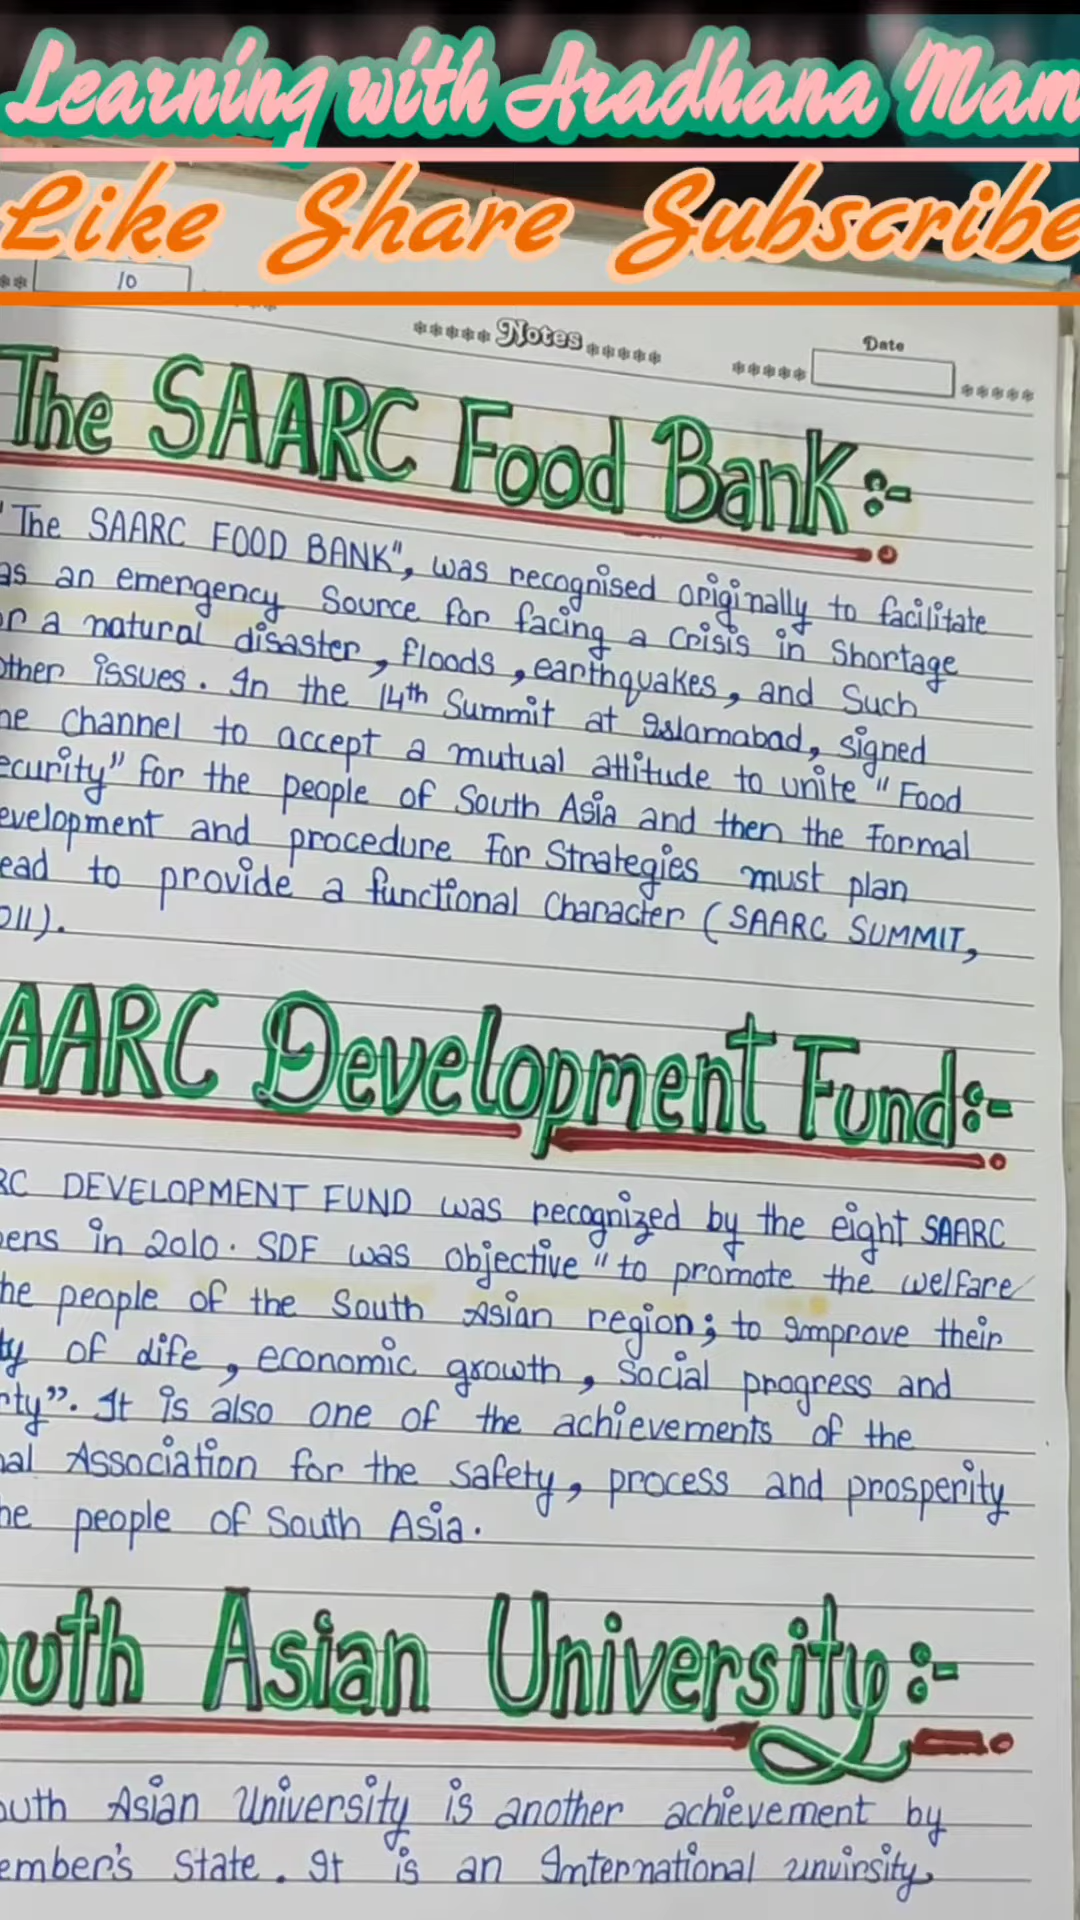 Learning with Aradhana Mam
Like Share Subscribe
10
Notes
Date
The SAARC Food Bank:-
"The SAARC FOOD BANK", was recognised originally to facilitate
as an emergency Source for facing a Crisis in Shortage
or a natural disaster, floods, earthquakes, and Such
other issues. In the 14th Summit at Islamabad, signed
he channel to accept a mutual attitude to unite "Food
ecurity" for the people of South Asia and then the Formal
evelopment and procedure for Strategies must plan
ead to provide a functional Character (SAARC SUMMIT,
011).
AARC Development Fund:-
RC DEVELOPMENT FUND was recognized by the eight SAARC
bers in 2010. SDF was objective "to promote the welfare
he people of the South Asian region; to improve their
ty of life, economic growth, Social progress and
rty". It is also one of the achievements of the
nal Association for the safety, process and prosperity
he people of South Asia.
outh Asian University:-
outh Asian University is another achievement by
ember's State. It is an International unvirsity,